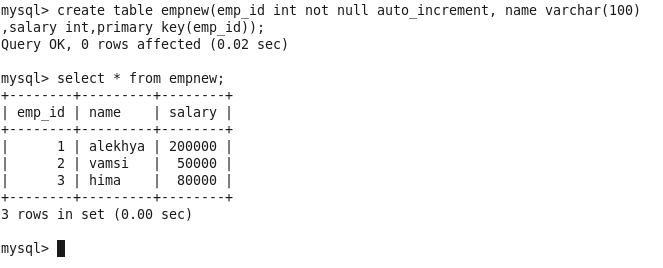 mysql> create table empnew(emp_id int not null auto_increment, name varchar(100)
,salary int,primary key(emp_id));
Query OK, 0 rows affected (0.02 sec)
mysql> select * from empnew;
+--------+---------+--------+
| emp_id | name    | salary |
+--------+---------+--------+
|      1 | alekhya | 200000 |
|      2 | vamsi   |  50000 |
|      3 | hima    |  80000 |
+--------+---------+--------+
3 rows in set (0.00 sec)
mysql>